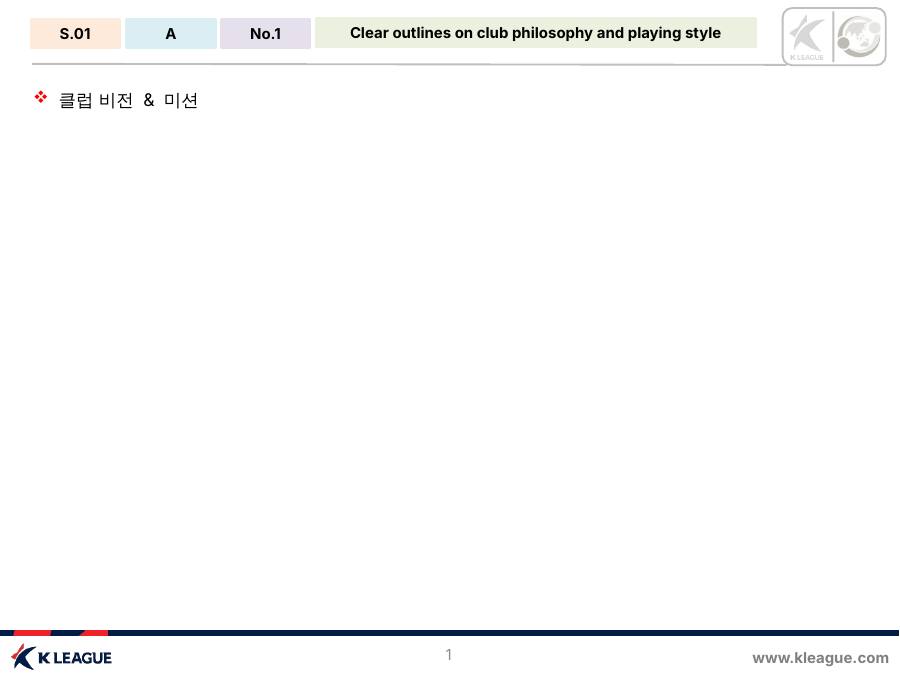 S.01
A
No.1
Clear outlines on club philosophy and playing style
K LEAGUE
클럽 비전 & 미션
K LEAGUE
1
www.kleague.com